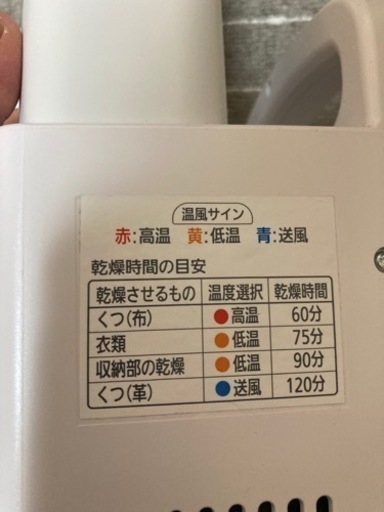 温風サイン
赤:高温 黄:低温 青:送風
乾燥時間の目安
乾燥させるもの 温度選択 乾燥時間
くつ(布) ●高温 60分
衣類 ●低温 75分
収納部の乾燥 ●低温 90分
くつ(革) ●送風 120分